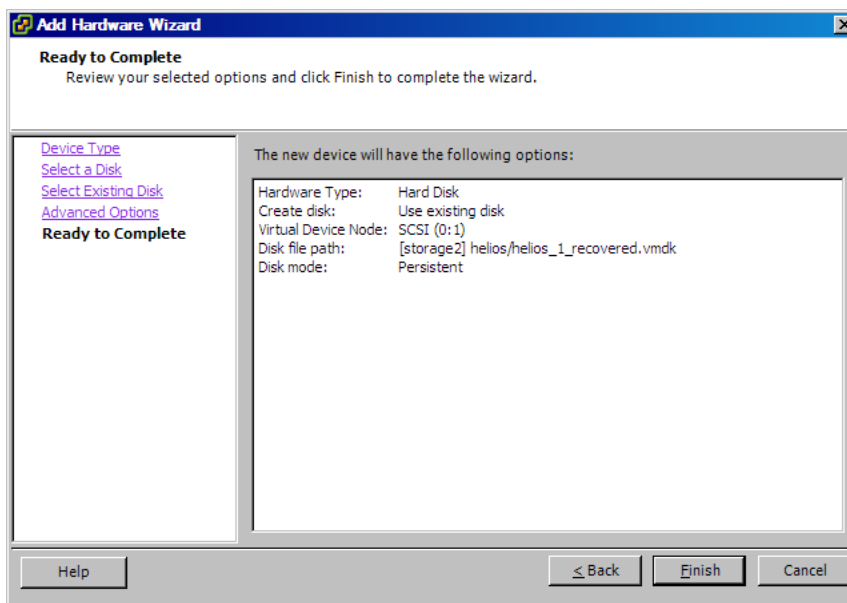 Add Hardware Wizard
Ready to Complete
Review your selected options and click Finish to complete the wizard.
Device Type
Select a Disk
Select Existing Disk
Advanced Options
Ready to Complete
The new device will have the following options:
Hardware Type: Hard Disk
Create disk: Use existing disk
Virtual Device Node: SCSI (0:1)
Disk file path: [storage2] helios/helios_1_recovered.vmdk
Disk mode: Persistent
Help
< Back
Finish
Cancel